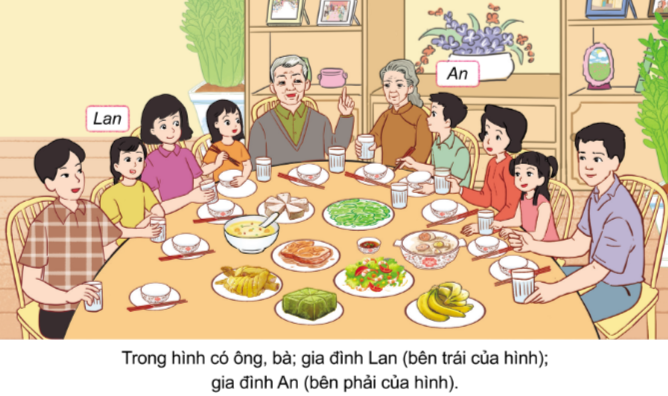 Lan
An
Trong hình có ông, bà; gia đình Lan (bên trái của hình);
gia đình An (bên phải của hình).